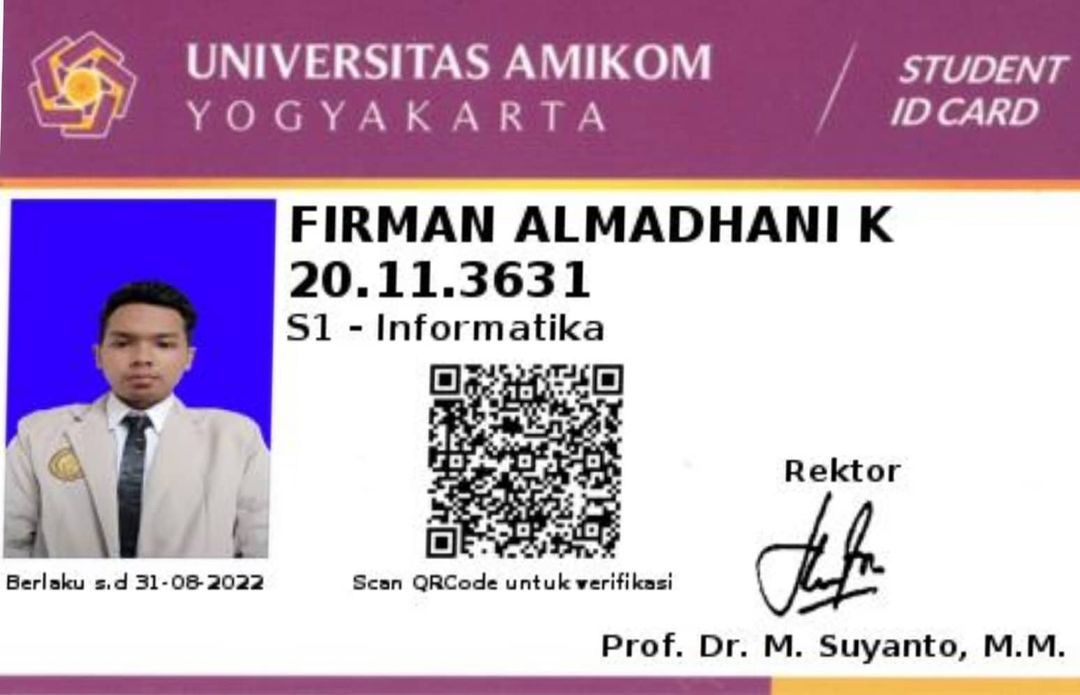 UNIVERSITAS AMIKOM
YOGYAKARTA
STUDENT
ID CARD
FIRMAN ALMADHANI K
20.11.3631
S1 - Informatika
Rektor
Berlaku s.d 31-08-2022
Scan QRCode untuk verifikasi
Prof. Dr. M. Suyanto, M.M.